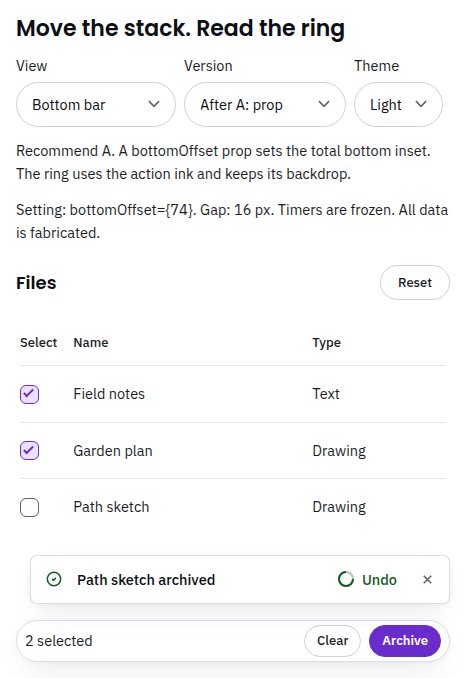 Move the stack. Read the ring
View Version Theme
Bottom bar After A: prop Light
Recommend A. A bottomOffset prop sets the total bottom inset.
The ring uses the action ink and keeps its backdrop.
Setting: bottomOffset={74}. Gap: 16 px. Timers are frozen. All data
is fabricated.
Files Reset
Select Name Type
Field notes Text
Garden plan Drawing
Path sketch Drawing
Path sketch archived Undo
2 selected Clear Archive